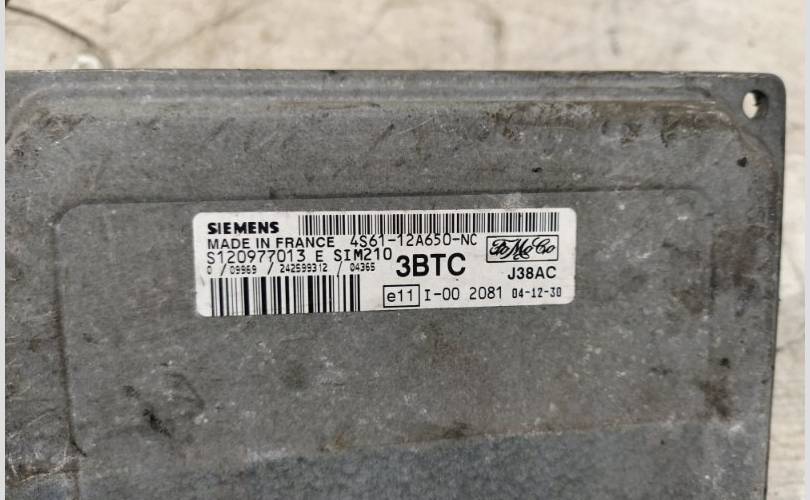 SIEMENS
MADE IN FRANCE 4S61-12A650-NC
S120977013 E SIM210
0 / 09969 / 242599312 / 04365
3BTC
FoMoCo
J38AC
e11 I-00 2081 04-12-30